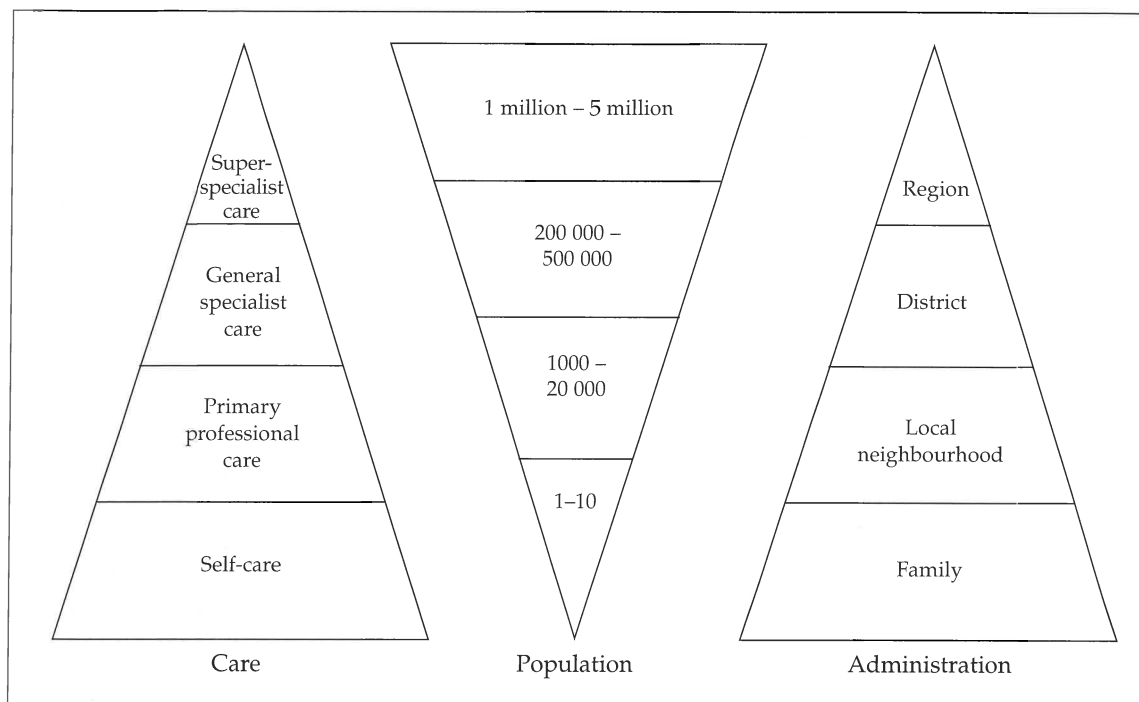 Super-
specialist
care
General
specialist
care
Primary
professional
care
Self-care
Care
1 million – 5 million
200 000 –
500 000
1000 –
20 000
1–10
Population
Region
District
Local
neighbourhood
Family
Administration